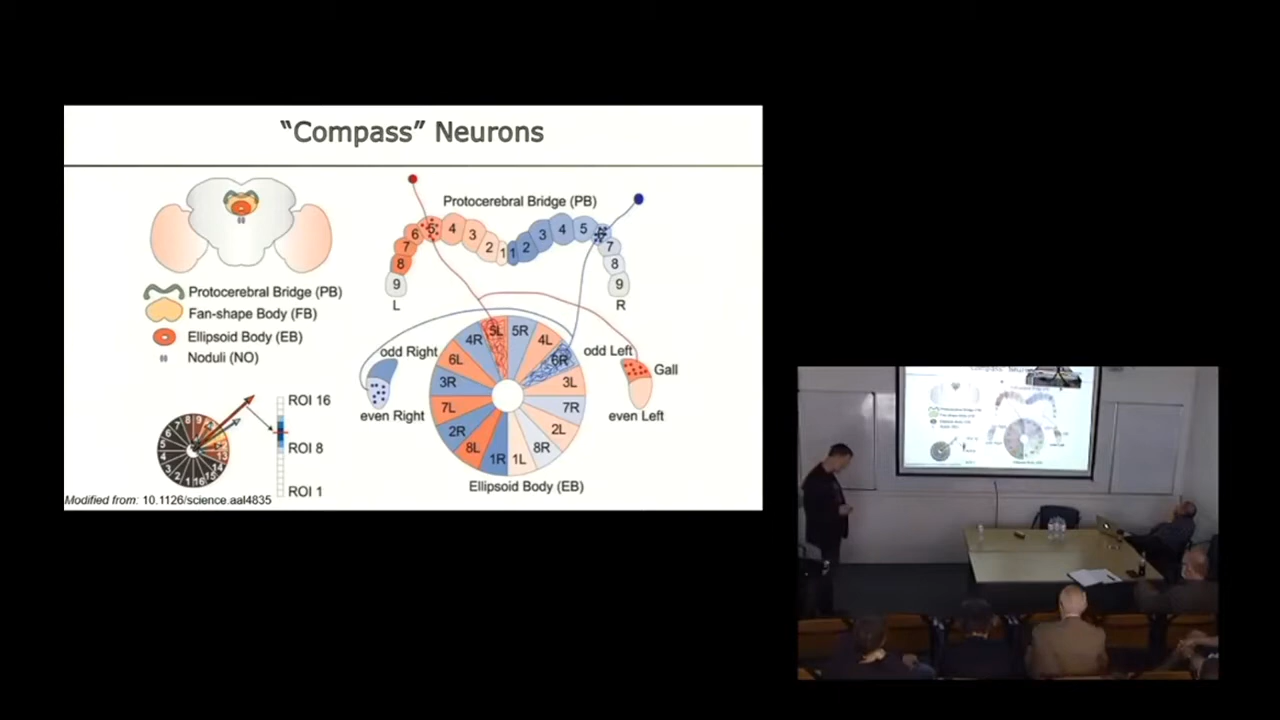 “Compass” Neurons
Protocerebral Bridge (PB)
Fan-shape Body (FB)
Ellipsoid Body (EB)
Noduli (NO)
ROI 16
ROI 8
ROI 1
Modified from: 10.1126/science.aal4835
Protocerebral Bridge (PB)
9 8 7 6 5 4 3 2 1 1 2 3 4 5 7 8 9
L
R
odd Right
even Right
odd Left
Gall
even Left
5L 5R 4L 6R 3L 7R 2L 8R 1L 1R 8L 2R 7L 3R 6L 4R
Ellipsoid Body (EB)
"Compass" Neurons